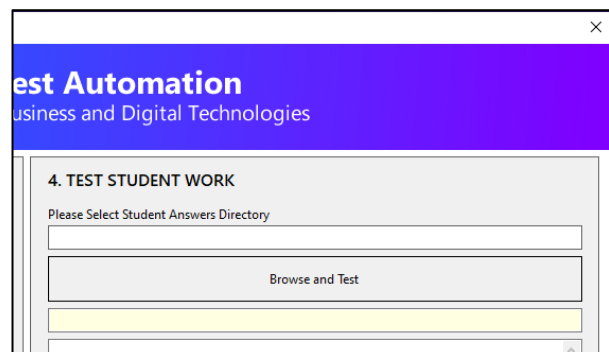 est Automation
usiness and Digital Technologies
4. TEST STUDENT WORK
Please Select Student Answers Directory
Browse and Test